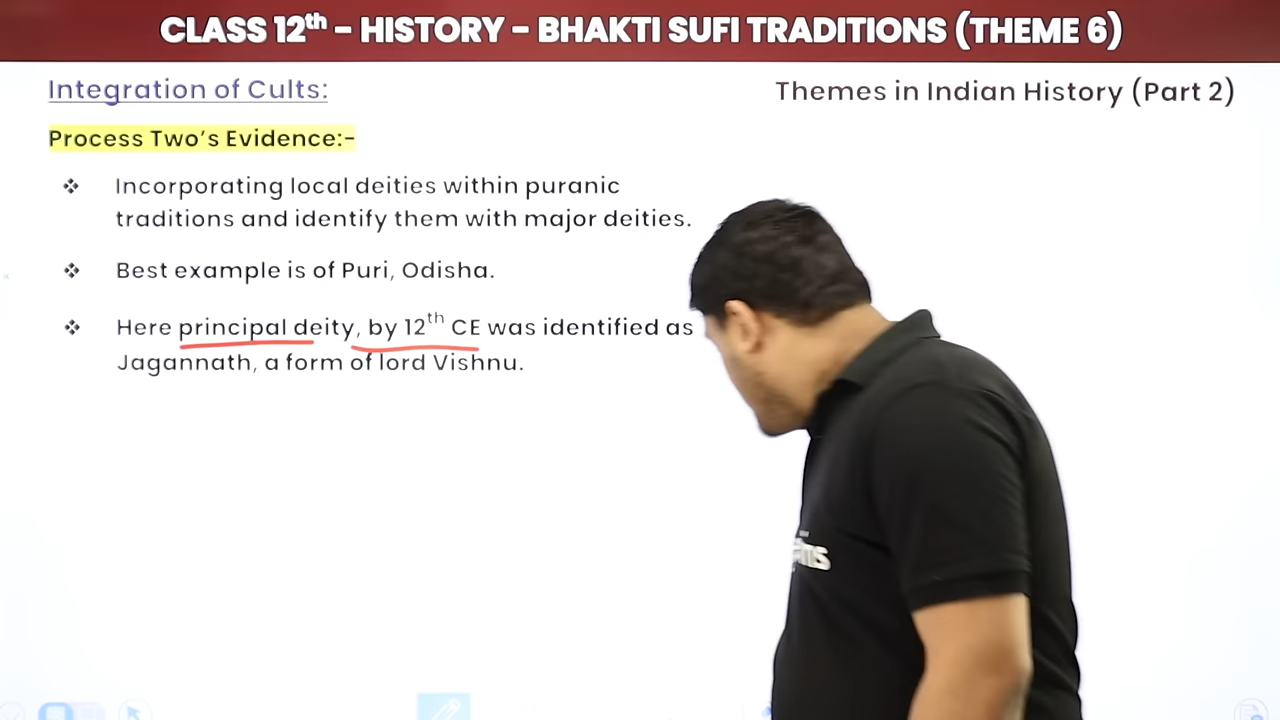 CLASS 12th – HISTORY – BHAKTI SUFI TRADITIONS (THEME 6)
Integration of Cults:
Themes in Indian History (Part 2)
Process Two's Evidence:-
❖ Incorporating local deities within puranic
traditions and identify them with major deities.
❖ Best example is of Puri, Odisha.
❖ Here principal deity, by 12th CE was identified as
Jagannath, a form of lord Vishnu.